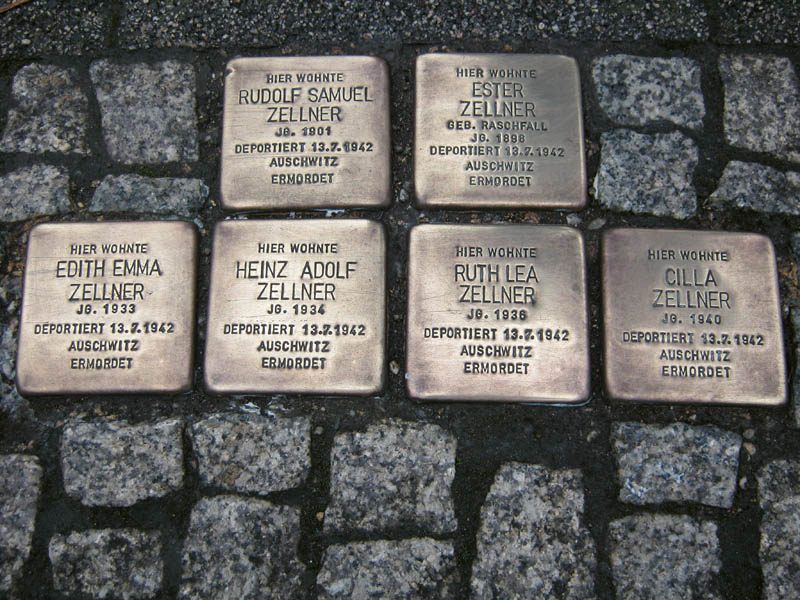 HIER WOHNTE
RUDOLF SAMUEL
ZELLNER
JG. 1901
DEPORTIERT 13.7.1942
AUSCHWITZ
ERMORDET
HIER WOHNTE
ESTER
ZELLNER
GEB. RASCHFALL
JG. 1898
DEPORTIERT 13.7.1942
AUSCHWITZ
ERMORDET
HIER WOHNTE
EDITH EMMA
ZELLNER
JG. 1933
DEPORTIERT 13.7.1942
AUSCHWITZ
ERMORDET
HIER WOHNTE
HEINZ ADOLF
ZELLNER
JG. 1934
DEPORTIERT 13.7.1942
AUSCHWITZ
ERMORDET
HIER WOHNTE
RUTH LEA
ZELLNER
JG. 1936
DEPORTIERT 13.7.1942
AUSCHWITZ
ERMORDET
HIER WOHNTE
CILLA
ZELLNER
JG. 1940
DEPORTIERT 13.7.1942
AUSCHWITZ
ERMORDET